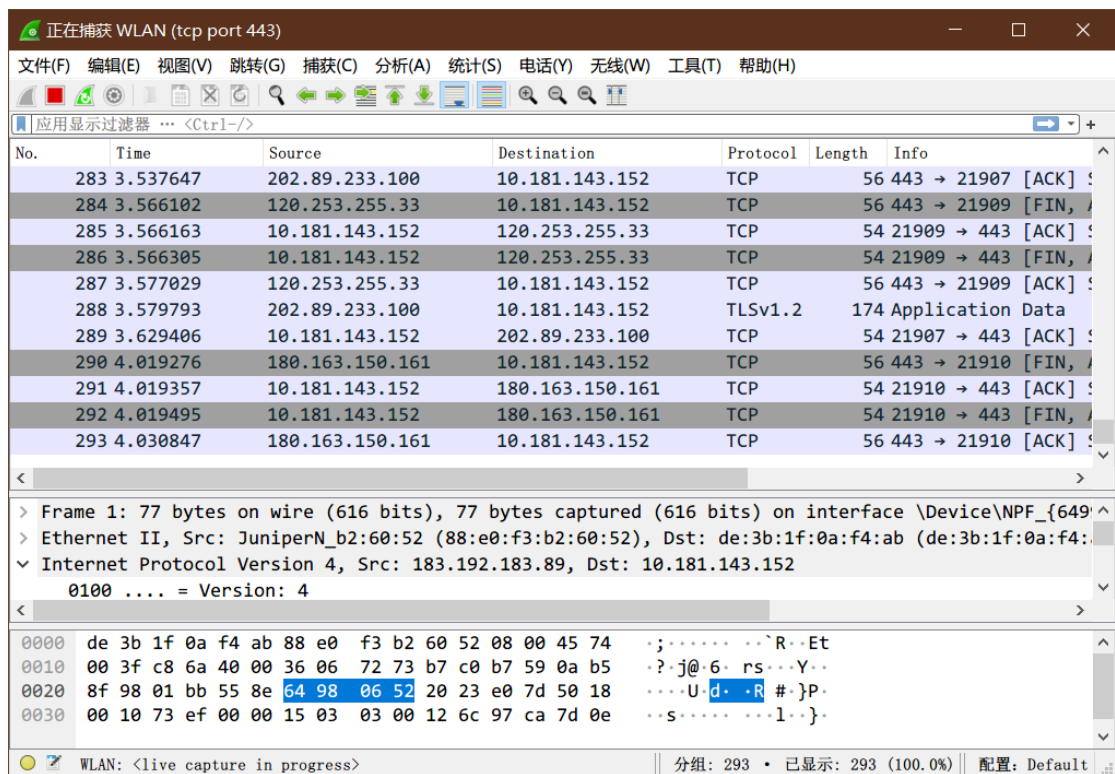 正在捕获 WLAN (tcp port 443)
文件(F) 编辑(E) 视图(V) 跳转(G) 捕获(C) 分析(A) 统计(S) 电话(Y) 无线(W) 工具(T) 帮助(H)
应用显示过滤器 … <Ctrl-/>
No. Time Source Destination Protocol Length Info
283 3.537647 202.89.233.100 10.181.143.152 TCP 56 443 → 21907 [ACK]
284 3.566102 120.253.255.33 10.181.143.152 TCP 56 443 → 21909 [FIN,
285 3.566163 10.181.143.152 120.253.255.33 TCP 54 21909 → 443 [ACK]
286 3.566305 10.181.143.152 120.253.255.33 TCP 54 21909 → 443 [FIN,
287 3.577029 120.253.255.33 10.181.143.152 TCP 56 443 → 21909 [ACK]
288 3.579793 202.89.233.100 10.181.143.152 TLSv1.2 174 Application Data
289 3.629406 10.181.143.152 202.89.233.100 TCP 54 21907 → 443 [ACK]
290 4.019276 180.163.150.161 10.181.143.152 TCP 56 443 → 21910 [FIN,
291 4.019357 10.181.143.152 180.163.150.161 TCP 54 21910 → 443 [ACK]
292 4.019495 10.181.143.152 180.163.150.161 TCP 54 21910 → 443 [FIN,
293 4.030847 180.163.150.161 10.181.143.152 TCP 56 443 → 21910 [ACK]
Frame 1: 77 bytes on wire (616 bits), 77 bytes captured (616 bits) on interface \Device\NPF_{649
Ethernet II, Src: JuniperN_b2:60:52 (88:e0:f3:b2:60:52), Dst: de:3b:1f:0a:f4:ab (de:3b:1f:0a:f4:
Internet Protocol Version 4, Src: 183.192.183.89, Dst: 10.181.143.152
0100 .... = Version: 4
0000 de 3b 1f 0a f4 ab 88 e0 f3 b2 60 52 08 00 45 74 ·;······ ··`R··Et
0010 00 3f c8 6a 40 00 36 06 72 73 b7 c0 b7 59 0a b5 ·?·j@·6· rs···Y··
0020 8f 98 01 bb 55 8e 64 98 06 52 20 23 e0 7d 50 18 ····U·d· ·R #·}P·
0030 00 10 73 ef 00 00 15 03 03 00 12 6c 97 ca 7d 0e ··s····· ···l··}·
WLAN: <live capture in progress> 分组: 293 • 已显示: 293 (100.0%) 配置: Default